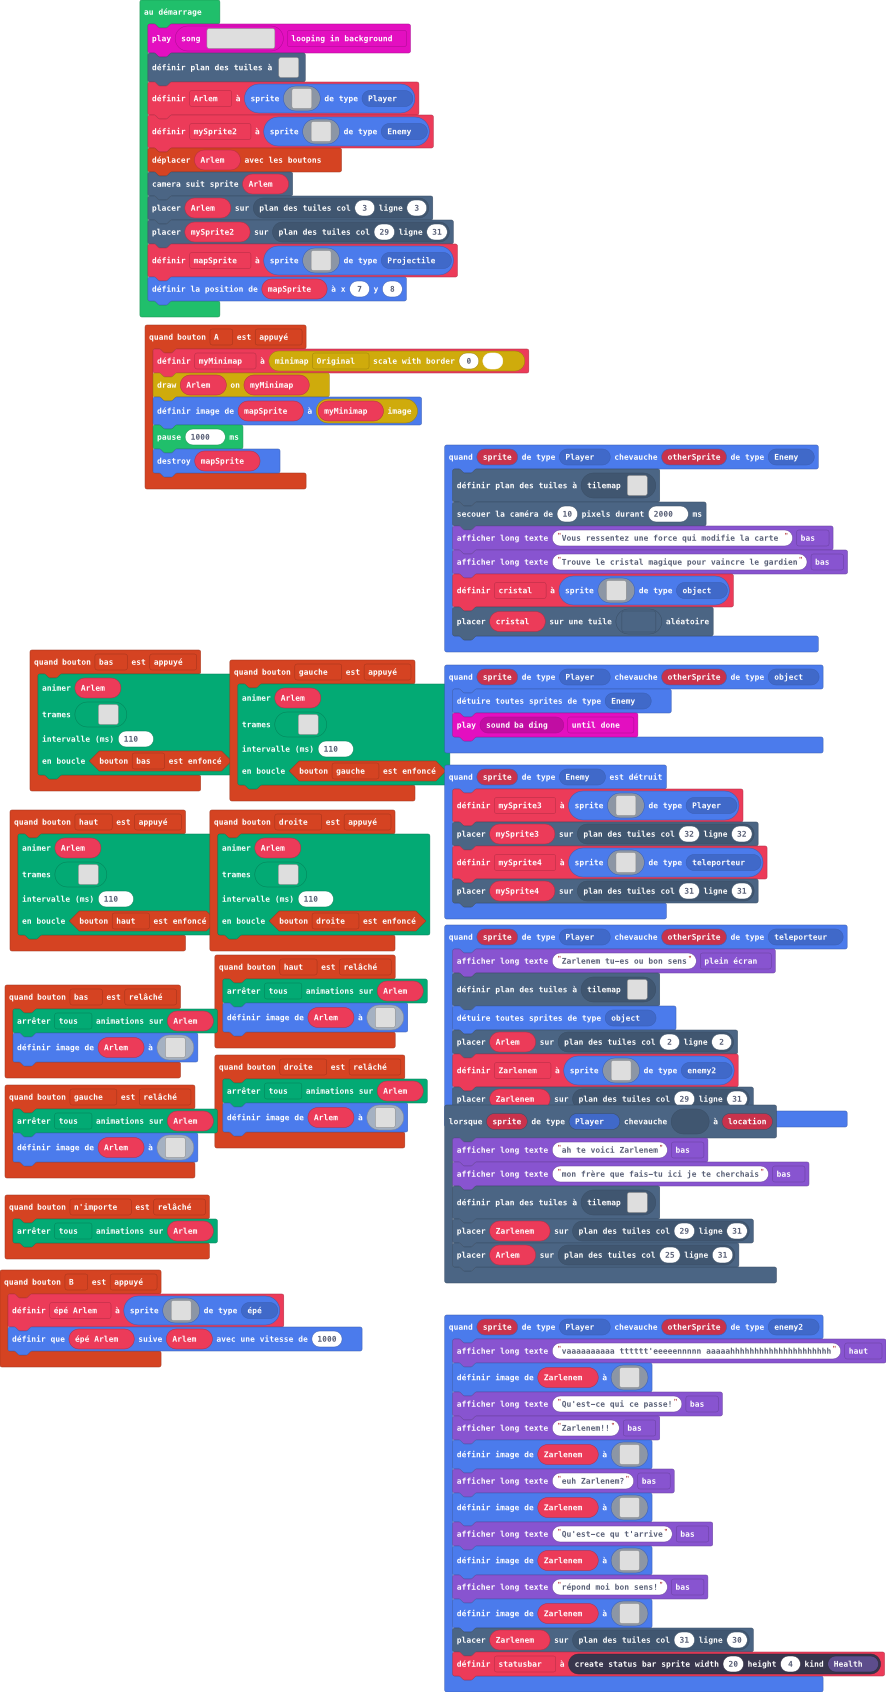 au démarrage
play song looping in background
définir plan des tuiles à
définir Arlem à sprite de type Player
définir mySprite2 à sprite de type Enemy
déplacer Arlem avec les boutons
camera suit sprite Arlem
placer Arlem sur plan des tuiles col 3 ligne 3
placer mySprite2 sur plan des tuiles col 29 ligne 31
définir mapSprite à sprite de type Projectile
définir la position de mapSprite à x 7 y 8
quand bouton A est appuyé
définir myMinimap à minimap Original scale with border 0
draw Arlem on myMinimap
définir image de mapSprite à myMinimap image
pause 1000 ms
destroy mapSprite
quand sprite de type Player chevauche otherSprite de type Enemy
définir plan des tuiles à tilemap
secouer la caméra de 10 pixels durant 2000 ms
afficher long texte "Vous ressentez une force qui modifie la carte " bas
afficher long texte "Trouve le cristal magique pour vaincre le gardien" bas
définir cristal à sprite de type object
placer cristal sur une tuile aléatoire
quand bouton bas est appuyé
animer Arlem
trames
intervalle (ms) 110
en boucle bouton bas est enfoncé
quand bouton gauche est appuyé
animer Arlem
trames
intervalle (ms) 110
en boucle bouton gauche est enfoncé
quand sprite de type Player chevauche otherSprite de type object
détuire toutes sprites de type Enemy
play sound ba ding until done
quand sprite de type Enemy est détruit
définir mySprite3 à sprite de type Player
placer mySprite3 sur plan des tuiles col 32 ligne 32
définir mySprite4 à sprite de type teleporteur
placer mySprite4 sur plan des tuiles col 31 ligne 31
quand bouton haut est appuyé
animer Arlem
trames
intervalle (ms) 110
en boucle bouton haut est enfoncé
quand bouton droite est appuyé
animer Arlem
trames
intervalle (ms) 110
en boucle bouton droite est enfoncé
quand sprite de type Player chevauche otherSprite de type teleporteur
afficher long texte "Zarlenem tu-es ou bon sens" plein écran
définir plan des tuiles à tilemap
détuire toutes sprites de type object
placer Arlem sur plan des tuiles col 2 ligne 2
définir Zarlenem à sprite de type enemy2
placer Zarlenem sur plan des tuiles col 29 ligne 31
quand bouton bas est relâché
arrêter tous animations sur Arlem
définir image de Arlem à
quand bouton haut est relâché
arrêter tous animations sur Arlem
définir image de Arlem à
quand bouton gauche est relâché
arrêter tous animations sur Arlem
définir image de Arlem à
quand bouton droite est relâché
arrêter tous animations sur Arlem
définir image de Arlem à
lorsque sprite de type Player chevauche à location
afficher long texte "ah te voici Zarlenem" bas
afficher long texte "mon frère que fais-tu ici je te cherchais" bas
définir plan des tuiles à tilemap
placer Zarlenem sur plan des tuiles col 29 ligne 31
placer Arlem sur plan des tuiles col 25 ligne 31
quand bouton n'importe est relâché
arrêter tous animations sur Arlem
quand bouton B est appuyé
définir épé Arlem à sprite de type épé
définir que épé Arlem suive Arlem avec une vitesse de 1000
quand sprite de type Player chevauche otherSprite de type enemy2
afficher long texte "vaaaaaaaaaa tttttt'eeeeennnnn aaaaahhhhhhhhhhhhhhhhhhhhh" haut
définir image de Zarlenem à
afficher long texte "Qu'est-ce qui ce passe!" bas
afficher long texte "Zarlenem!!" bas
définir image de Zarlenem à
afficher long texte "euh Zarlenem?" bas
définir image de Zarlenem à
afficher long texte "Qu'est-ce qu t'arrive" bas
définir image de Zarlenem à
afficher long texte "répond moi bon sens!" bas
définir image de Zarlenem à
placer Zarlenem sur plan des tuiles col 31 ligne 30
définir statusbar à create status bar sprite width 20 height 4 kind Health